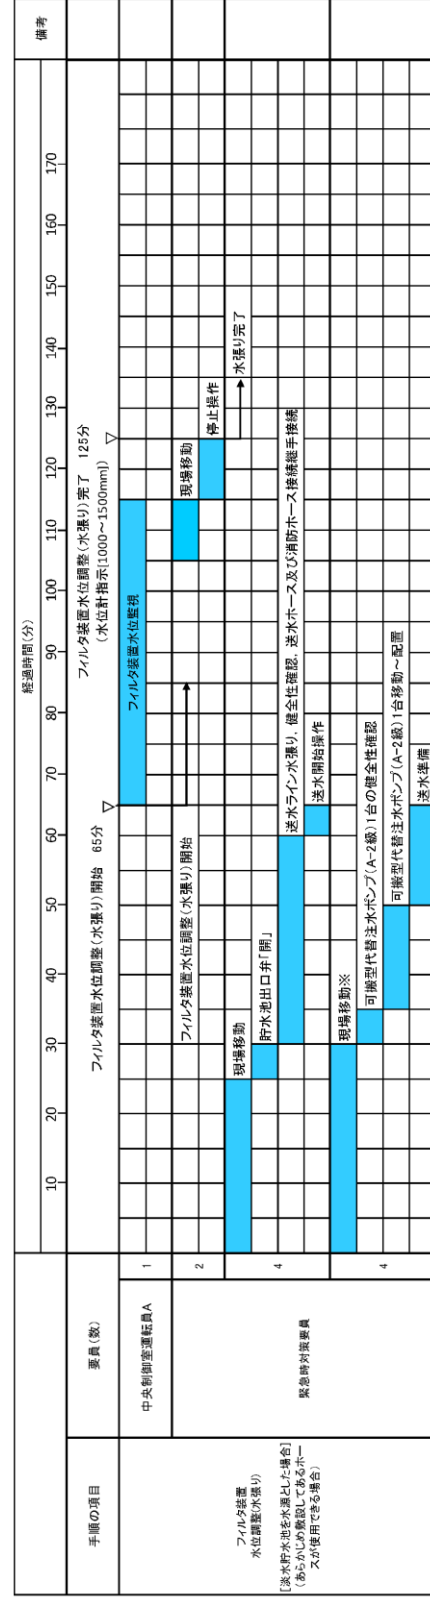 手順の項目
要員(数)
経過時間(分)
備考
10
20
30
40
50
60
70
80
90
100
110
120
130
140
150
160
170
フィルタ装置水位調整(水張り)開始 65分
フィルタ装置水位調整(水張り)完了 125分
(水位計指示[1000～1500mm])
フィルタ装置
水位調整(水張り)
[淡水貯水池を水源とした場合]
(あらかじめ敷設してあるホー
スが使用できる場合)
中央制御室運転員A
1
フィルタ装置水位監視
緊急時対策要員
2
フィルタ装置水位調整(水張り)開始
現場移動
停止操作
水張り完了
4
現場移動
貯水池出口弁「開」
送水ライン水張り，健全性確認，送水ホース及び消防ホース接続継手接続
送水開始操作
4
現場移動※
可搬型代替注水ポンプ(A-2級)1台の健全性確認
可搬型代替注水ポンプ(A-2級)1台移動～配置
送水準備